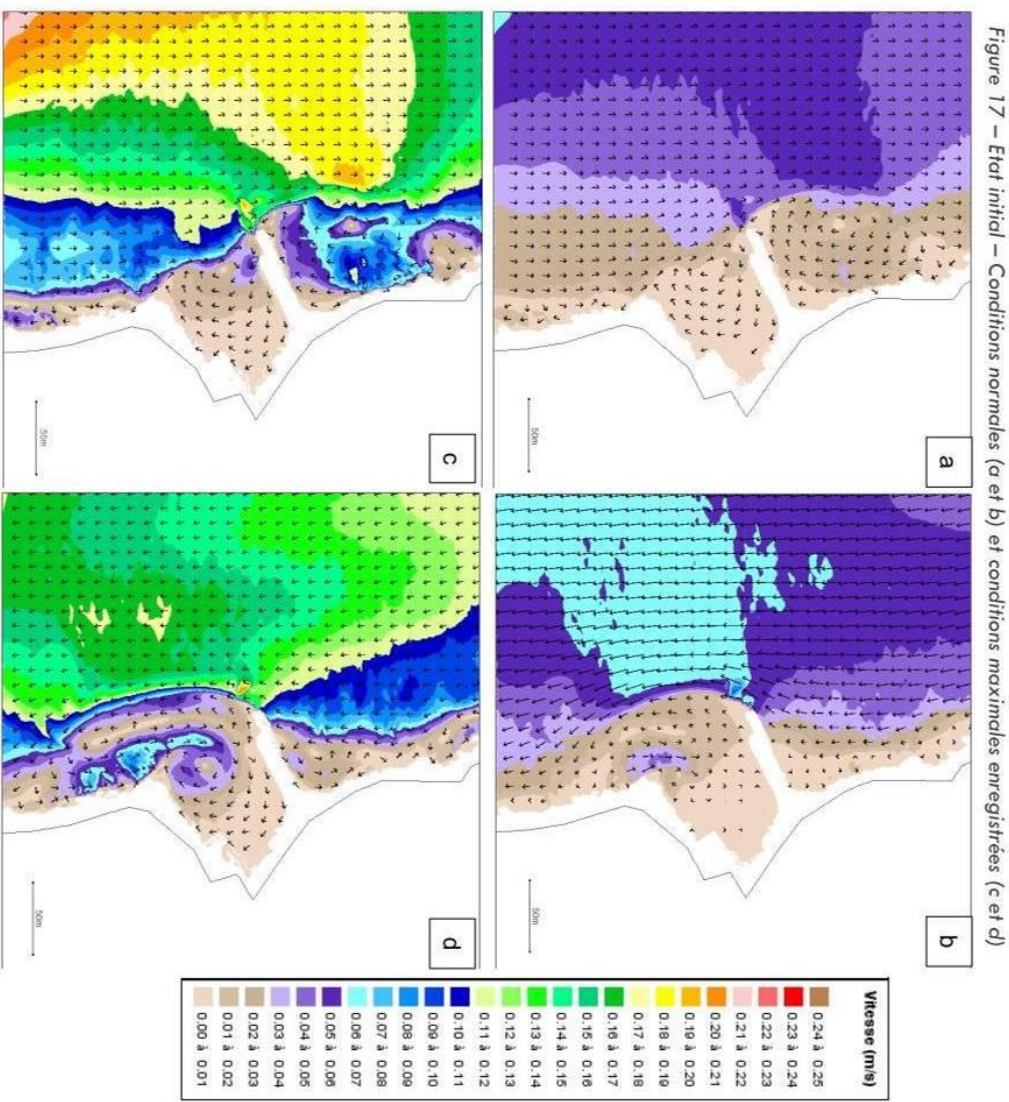 Figure 17 – Etat initial – Conditions normales (a et b) et conditions maximales enregistrées (c et d)
a
50m
b
50m
c
50m
d
50m
Vitesse (m/s)
0.24 à 0.25
0.23 à 0.24
0.22 à 0.23
0.21 à 0.22
0.20 à 0.21
0.19 à 0.20
0.18 à 0.19
0.17 à 0.18
0.16 à 0.17
0.15 à 0.16
0.14 à 0.15
0.13 à 0.14
0.12 à 0.13
0.11 à 0.12
0.10 à 0.11
0.09 à 0.10
0.08 à 0.09
0.07 à 0.08
0.06 à 0.07
0.05 à 0.06
0.04 à 0.05
0.03 à 0.04
0.02 à 0.03
0.01 à 0.02
0.00 à 0.01